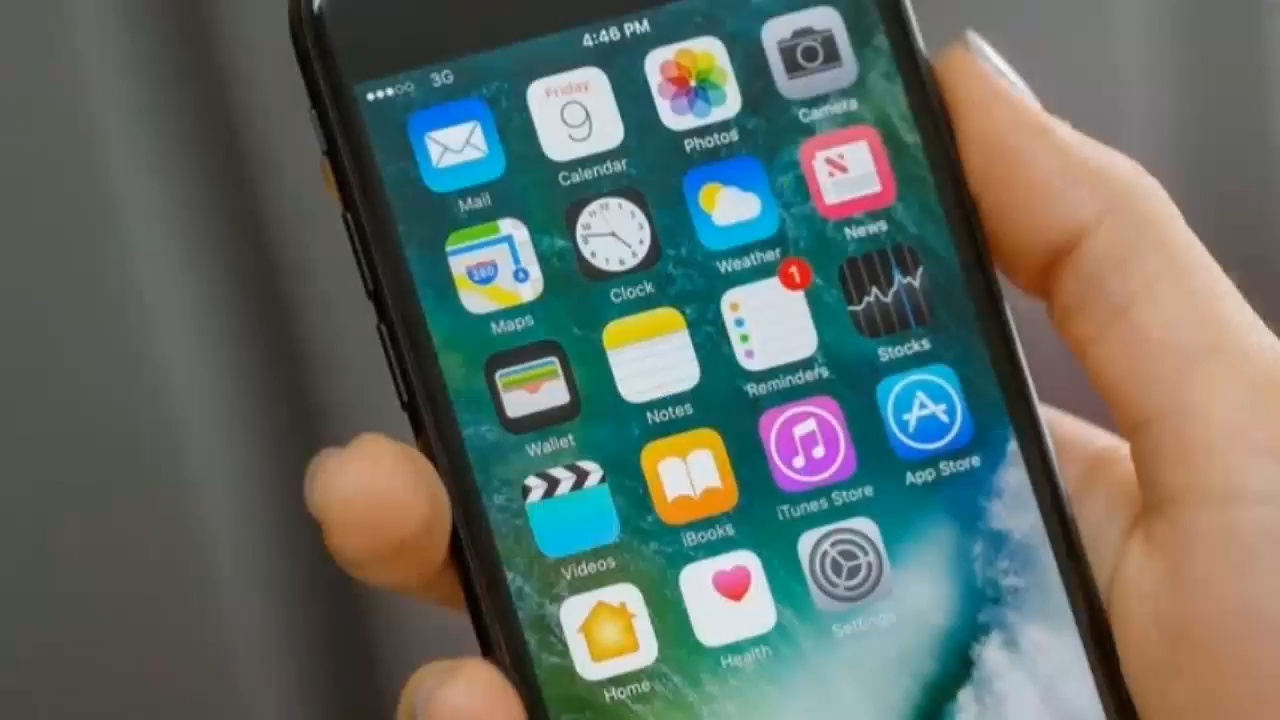 3G 4:46 PM
Friday
9
Mail Calendar Photos Camera
280
Maps Clock Weather News
1
Wallet Notes Reminders Stocks
Videos iBooks iTunes Store App Store
Home Health Settings